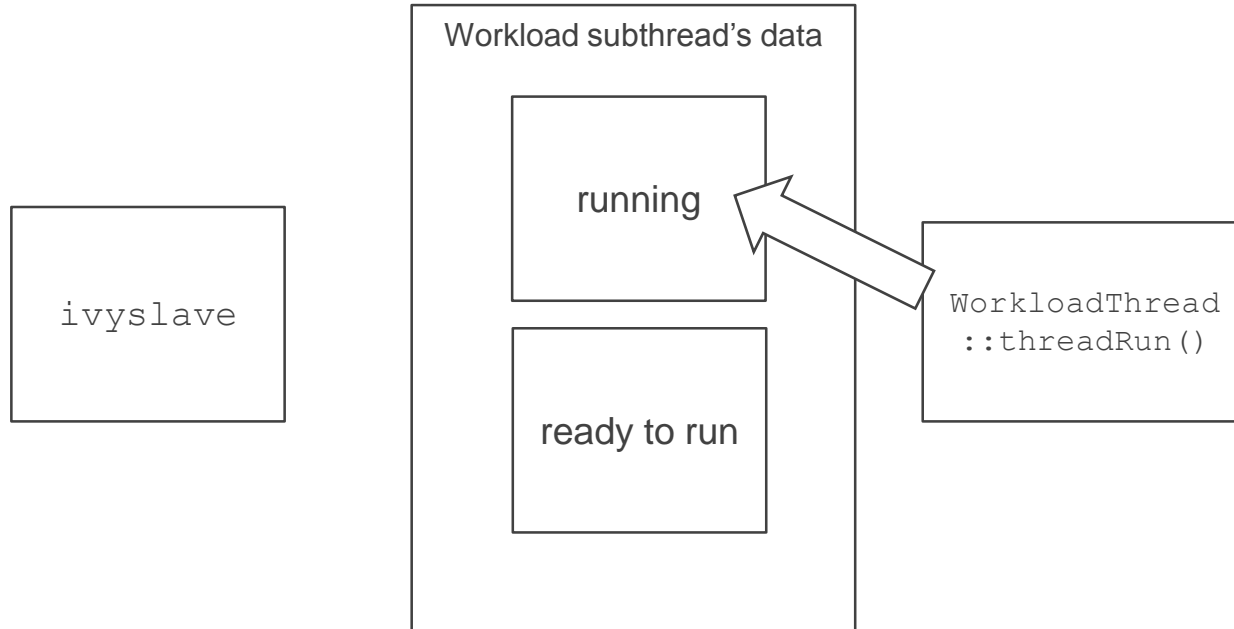 Workload subthread’s data
running
ivyslave
WorkloadThread
::threadRun()
ready to run